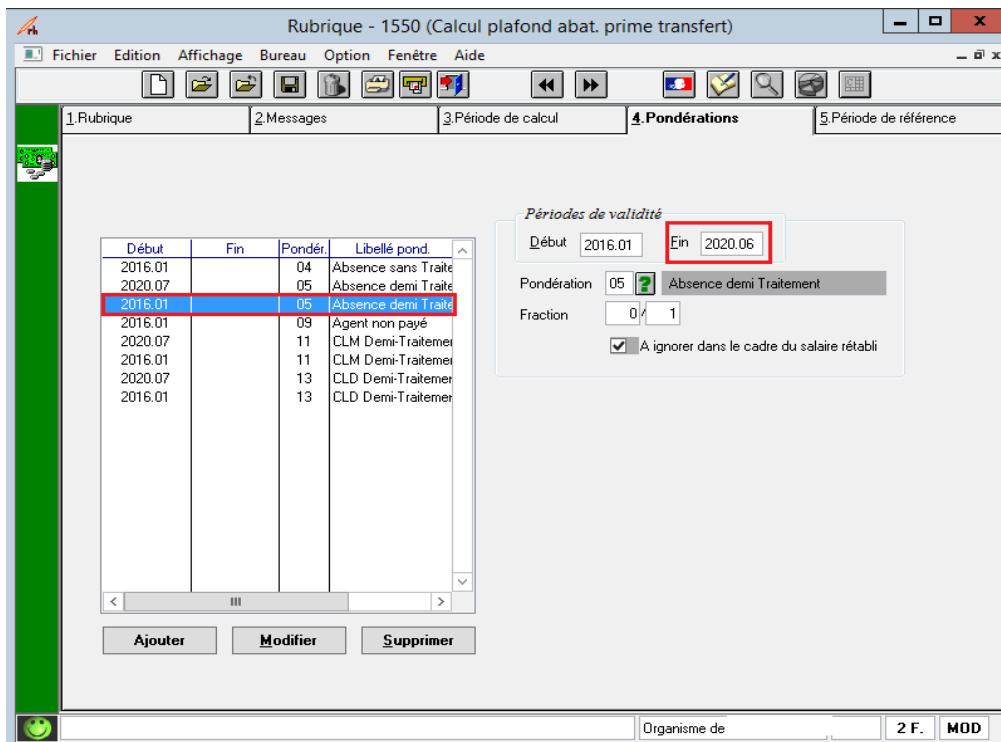 Rubrique - 1550 (Calcul plafond abat. prime transfert)
Fichier Edition Affichage Bureau Option Fenêtre Aide
1.Rubrique 2.Messages 3.Période de calcul 4.Pondérations 5.Période de référence
Périodes de validité
Début 2016.01 Fin 2020.06
Pondération 05 ? Absence demi Traitement
Fraction 0 / 1
A ignorer dans le cadre du salaire rétabli
Début Fin Pondér. Libellé pond.
2016.01 04 Absence sans Traite
2020.07 05 Absence demi Traite
2016.01 05 Absence demi Traite
2016.01 09 Agent non payé
2020.07 11 CLM Demi-Traitemer
2016.01 11 CLM Demi-Traitemer
2020.07 13 CLD Demi-Traitemer
2016.01 13 CLD Demi-Traitemer
Ajouter Modifier Supprimer
Organisme de 2 F. MOD